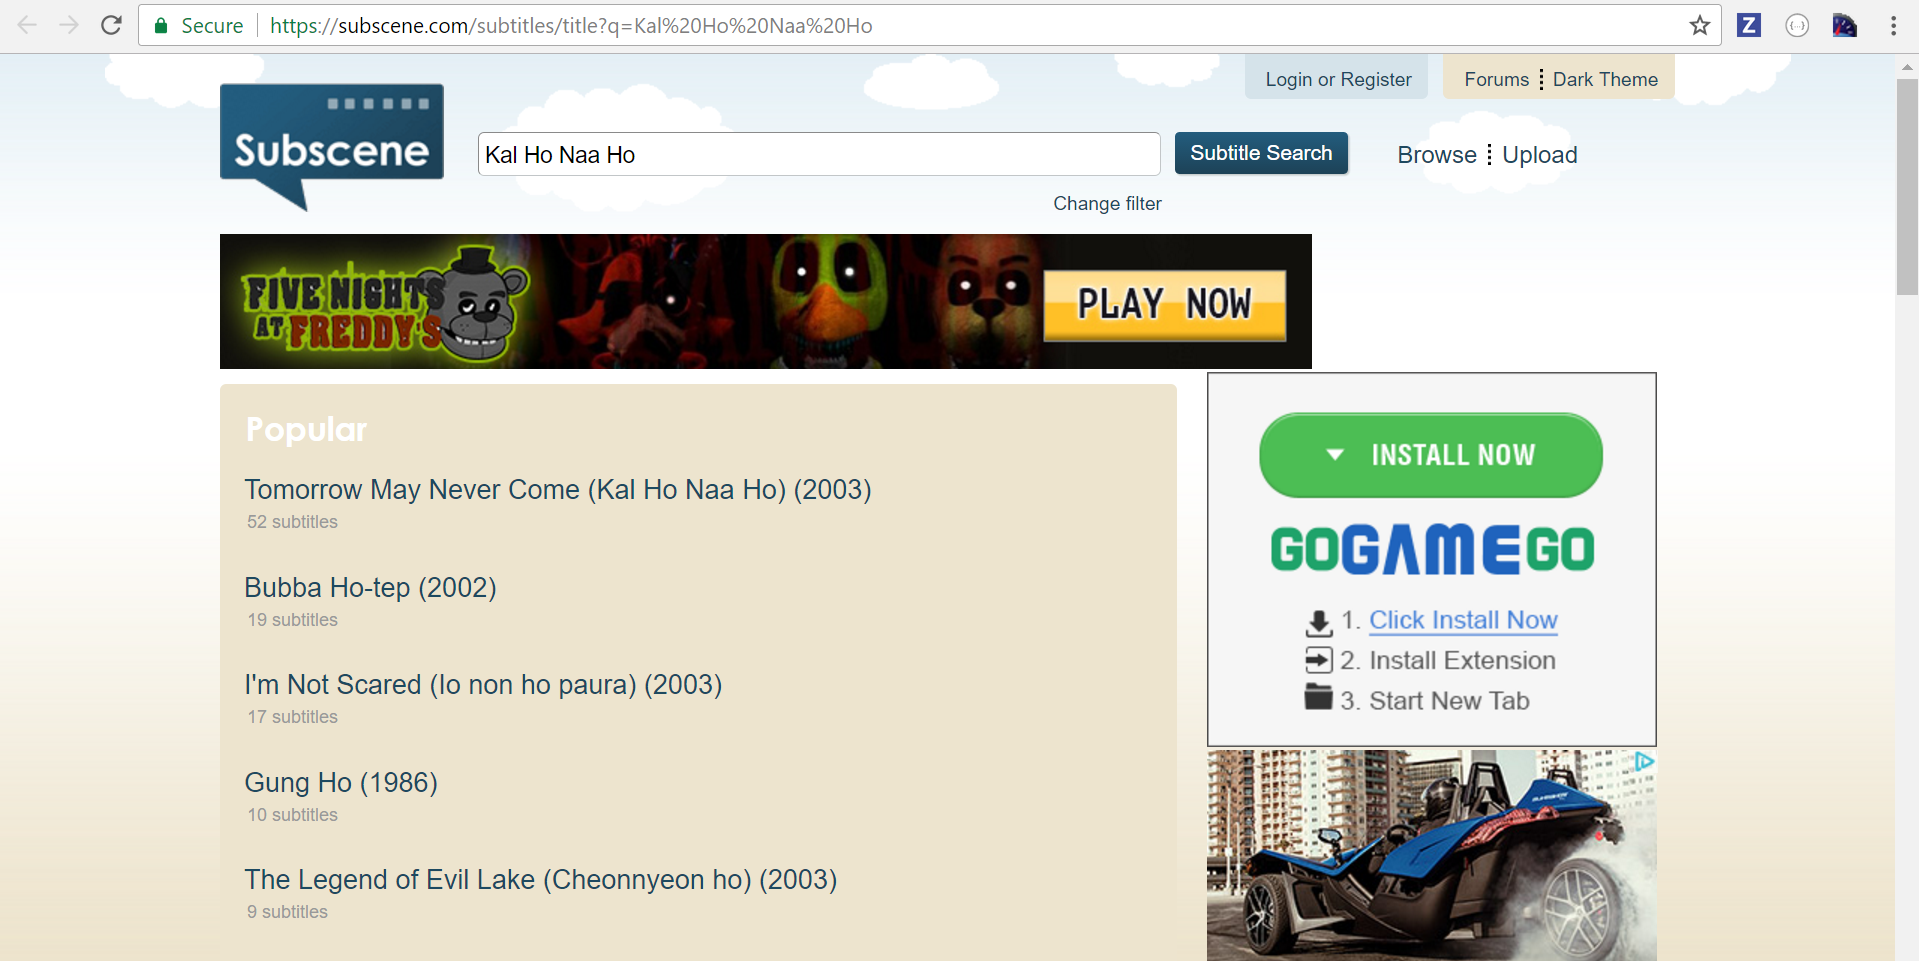 Secure https://subscene.com/subtitles/title?q=Kal%20Ho%20Naa%20Ho
Z
Login or Register
Forums
Dark Theme
Subscene
Kal Ho Naa Ho
Subtitle Search
Browse
Upload
Change filter
FIVE NIGHTS
AT FREDDY'S
PLAY NOW
Popular
Tomorrow May Never Come (Kal Ho Naa Ho) (2003)
52 subtitles
Bubba Ho-tep (2002)
19 subtitles
I'm Not Scared (Io non ho paura) (2003)
17 subtitles
Gung Ho (1986)
10 subtitles
The Legend of Evil Lake (Cheonnyeon ho) (2003)
9 subtitles
INSTALL NOW
GOGAMEGO
1. Click Install Now
2. Install Extension
3. Start New Tab